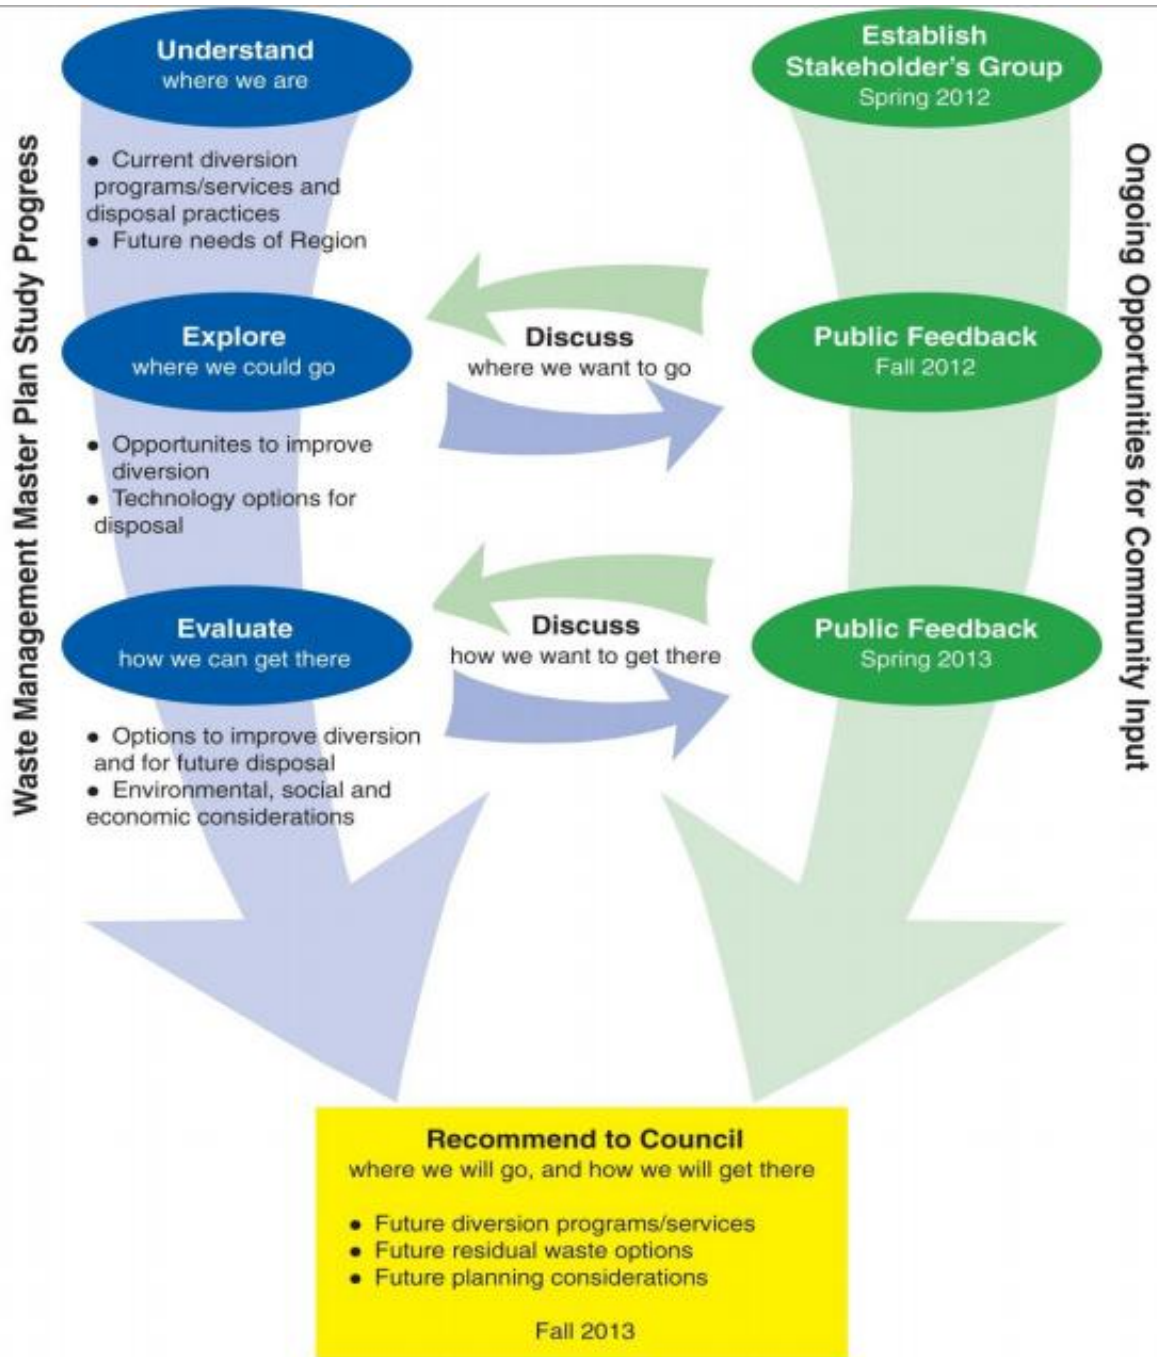 Waste Management Master Plan Study Progress
Understand
where we are
● Current diversion
programs/services and
disposal practices
● Future needs of Region
Explore
where we could go
● Opportunites to improve
diversion
● Technology options for
disposal
Evaluate
how we can get there
● Options to improve diversion
and for future disposal
● Environmental, social and
economic considerations
Discuss
where we want to go
Discuss
how we want to get there
Establish
Stakeholder's Group
Spring 2012
Public Feedback
Fall 2012
Public Feedback
Spring 2013
Ongoing Opportunities for Community Input
Recommend to Council
where we will go, and how we will get there
● Future diversion programs/services
● Future residual waste options
● Future planning considerations
Fall 2013